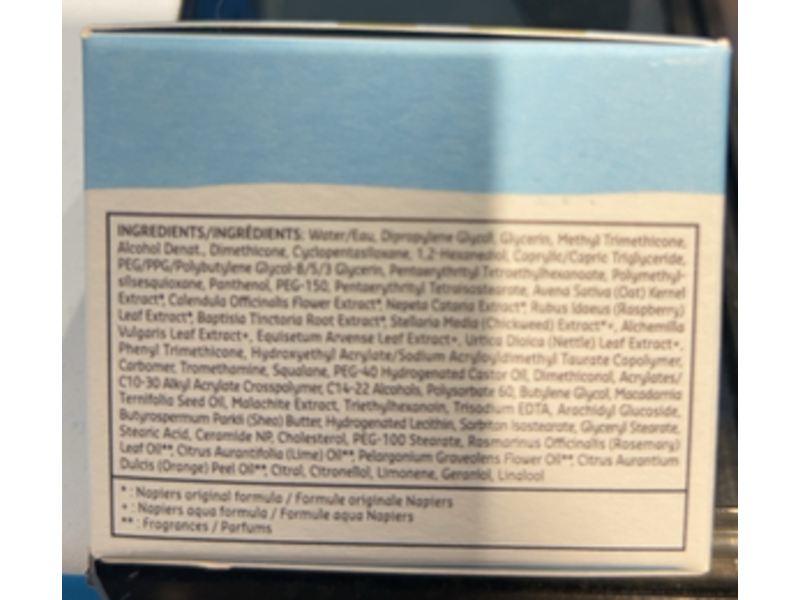 INGREDIENTS/INGRÉDIENTS: Water/Eau, Dipropylene Glycol, Glycerin, Methyl Trimethicone,
Alcohol Denat., Dimethicone, Cyclopentasiloxane, 1,2-Hexanediol, Caprylic/Capric Triglyceride,
PEG/PPG/Polybutylene Glycol-8/5/3 Glycerin, Pentaerythrityl Tetraethylhexanoate, Polymethyl-
silsesquioxane, Panthenol, PEG-150, Pentaerythrityl Tetraisostearate, Avena Sativa (Oat) Kernel
Extract*, Calendula Officinalis Flower Extract*, Nepeta Cataria Extract*, Rubus Idaeus (Raspberry)
Leaf Extract*, Baptisia Tinctoria Root Extract*, Stellaria Media (Chickweed) Extract*+, Alchemilla
Vulgaris Leaf Extract+, Equisetum Arvense Leaf Extract+, Urtica Dioica (Nettle) Leaf Extract+,
Phenyl Trimethicone, Hydroxyethyl Acrylate/Sodium Acryloyldimethyl Taurate Copolymer,
Carbomer, Tromethamine, Squalane, PEG-40 Hydrogenated Castor Oil, Dimethiconol, Acrylates/
C10-30 Alkyl Acrylate Crosspolymer, C14-22 Alcohols, Polysorbate 60, Butylene Glycol, Macadamia
Ternifolia Seed Oil, Malachite Extract, Triethylhexanoin, Trisodium EDTA, Arachidyl Glucoside,
Butyrospermum Parkii (Shea) Butter, Hydrogenated Lecithin, Sorbitan Isostearate, Glyceryl Stearate,
Stearic Acid, Ceramide NP, Cholesterol, PEG-100 Stearate, Rosmarinus Officinalis (Rosemary)
Leaf Oil**, Citrus Aurantifolia (Lime) Oil**, Pelargonium Graveolens Flower Oil**, Citrus Aurantium
Dulcis (Orange) Peel Oil**, Citral, Citronellol, Limonene, Geraniol, Linalool
* : Napiers original formula / Formule originale Napiers
+ : Napiers aqua formula / Formule aqua Napiers
** : Fragrances / Parfums